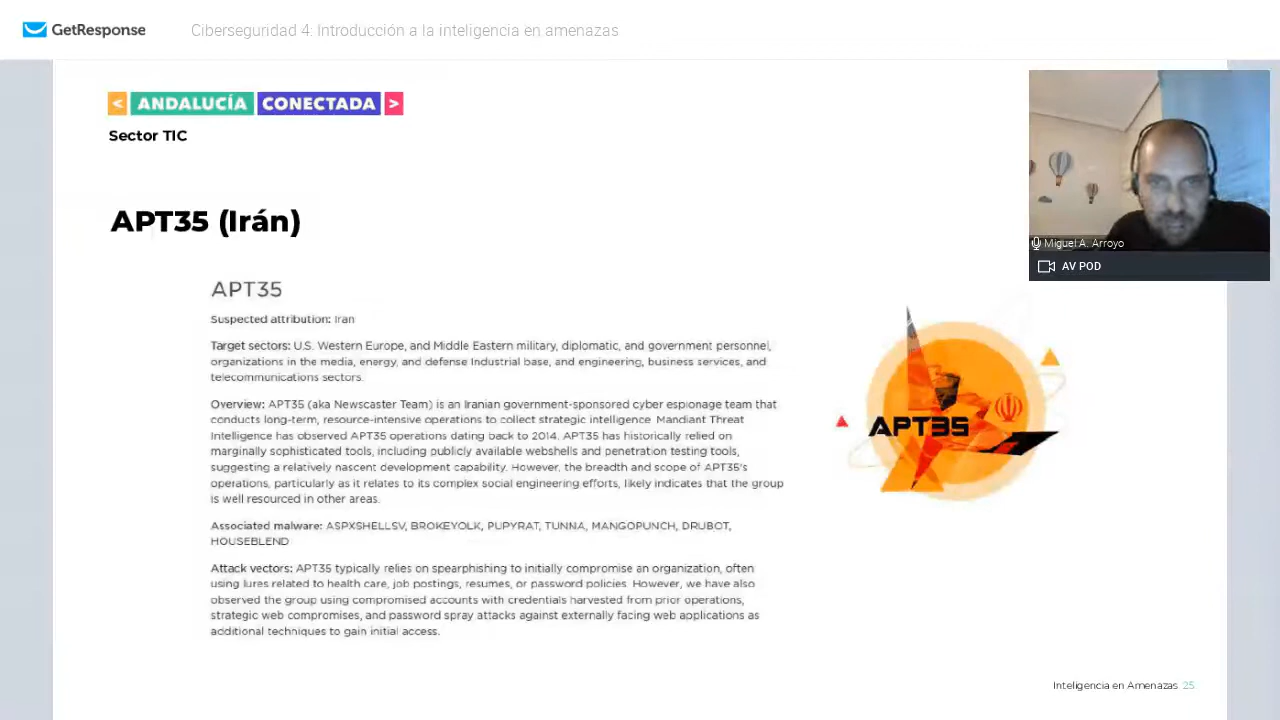 GetResponse
Ciberseguridad 4: Introducción a la inteligencia en amenazas
< ANDALUCÍA CONECTADA >
Sector TIC
Miguel A. Arroyo
AV POD
APT35 (Irán)
APT35
Suspected attribution: Iran
Target sectors: U.S. Western Europe, and Middle Eastern military, diplomatic, and government personnel,
organizations in the media, energy, and defense Industrial base, and engineering, business services, and
telecommunications sectors.
Overview: APT35 (aka Newscaster Team) is an Iranian government-sponsored cyber espionage team that
conducts long-term, resource-intensive operations to collect strategic intelligence. Mandiant Threat
Intelligence has observed APT35 operations dating back to 2014. APT35 has historically relied on
marginally sophisticated tools, including publicly available webshells and penetration testing tools,
suggesting a relatively nascent development capability. However, the breadth and scope of APT35's
operations, particularly as it relates to its complex social engineering efforts, likely indicates that the group
is well resourced in other areas.
Associated malware: ASPXSHELLSV, BROKEYOLK, PUPYRAT, TUNNA, MANGOPUNCH, DRUBOT,
HOUSEBLEND
Attack vectors: APT35 typically relies on spearphishing to initially compromise an organization, often
using lures related to health care, job postings, resumes, or password policies. However, we have also
observed the group using compromised accounts with credentials harvested from prior operations,
strategic web compromises, and password spray attacks against externally facing web applications as
additional techniques to gain initial access.
APT35
Inteligencia en Amenazas 25